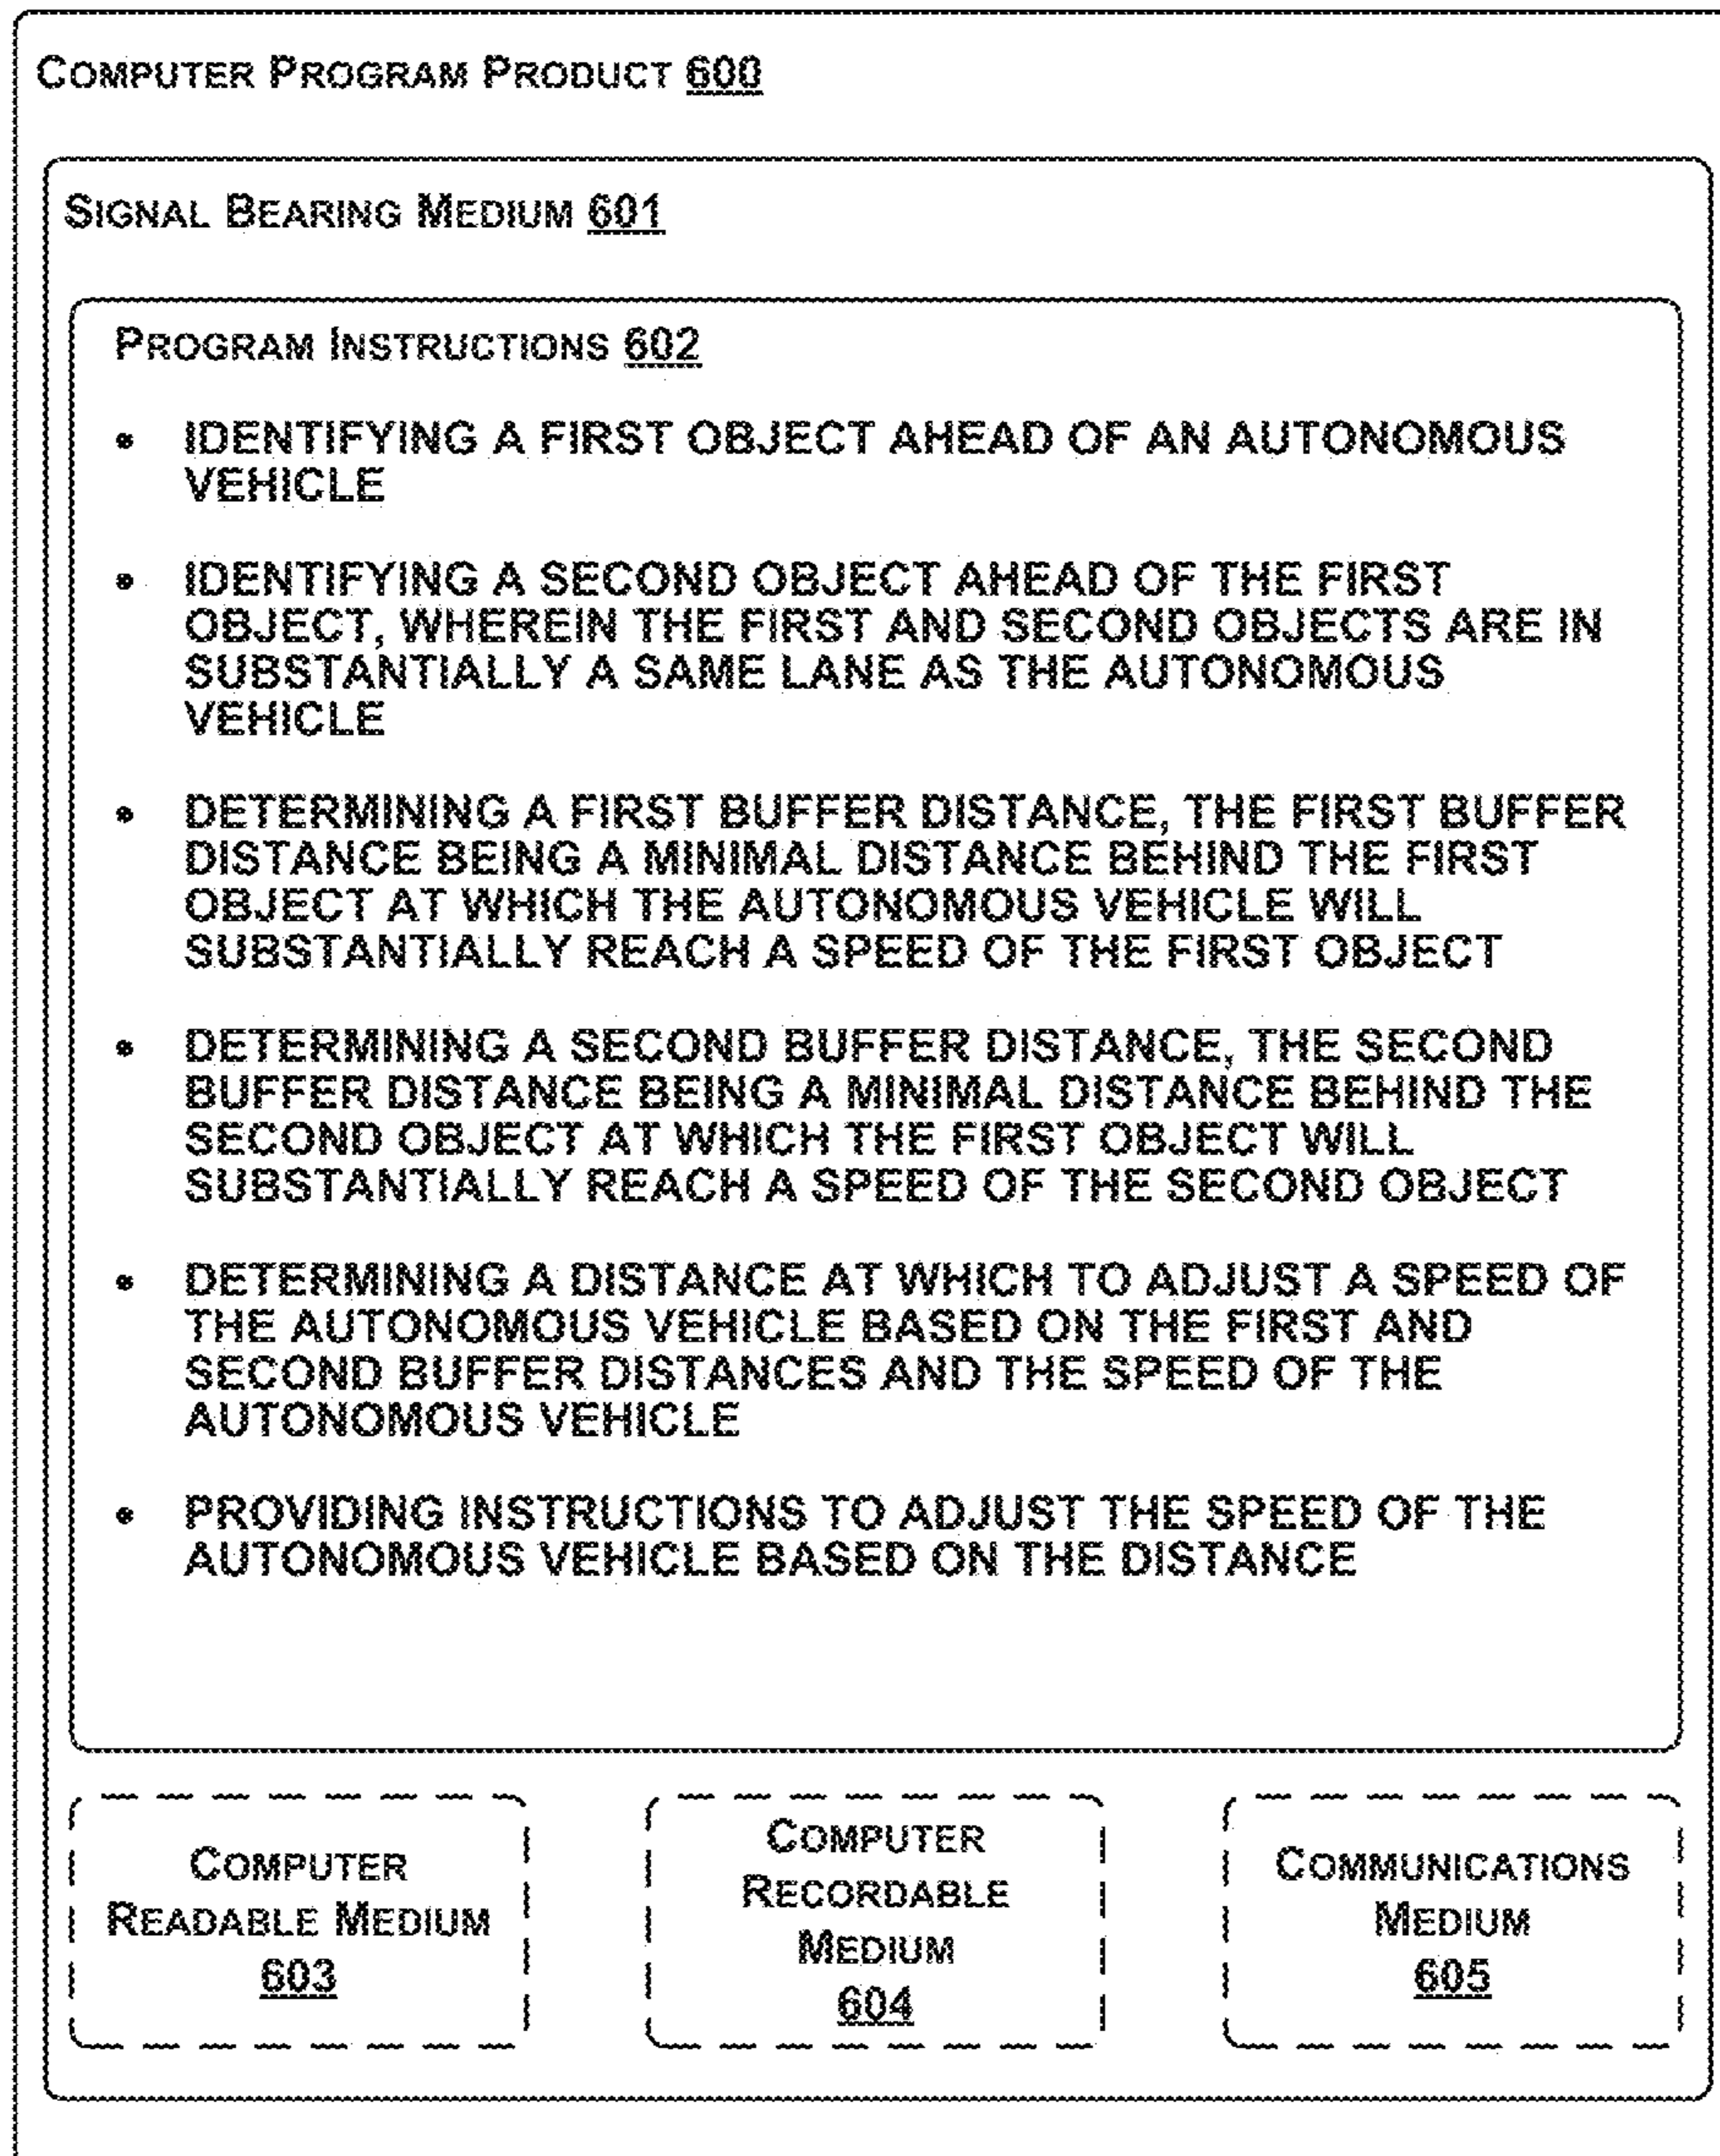 COMPUTER PROGRAM PRODUCT 600
SIGNAL BEARING MEDIUM 601
PROGRAM INSTRUCTIONS 602
• IDENTIFYING A FIRST OBJECT AHEAD OF AN AUTONOMOUS
VEHICLE
• IDENTIFYING A SECOND OBJECT AHEAD OF THE FIRST
OBJECT, WHEREIN THE FIRST AND SECOND OBJECTS ARE IN
SUBSTANTIALLY A SAME LANE AS THE AUTONOMOUS
VEHICLE
• DETERMINING A FIRST BUFFER DISTANCE, THE FIRST BUFFER
DISTANCE BEING A MINIMAL DISTANCE BEHIND THE FIRST
OBJECT AT WHICH THE AUTONOMOUS VEHICLE WILL
SUBSTANTIALLY REACH A SPEED OF THE FIRST OBJECT
• DETERMINING A SECOND BUFFER DISTANCE, THE SECOND
BUFFER DISTANCE BEING A MINIMAL DISTANCE BEHIND THE
SECOND OBJECT AT WHICH THE FIRST OBJECT WILL
SUBSTANTIALLY REACH A SPEED OF THE SECOND OBJECT
• DETERMINING A DISTANCE AT WHICH TO ADJUST A SPEED OF
THE AUTONOMOUS VEHICLE BASED ON THE FIRST AND
SECOND BUFFER DISTANCES AND THE SPEED OF THE
AUTONOMOUS VEHICLE
• PROVIDING INSTRUCTIONS TO ADJUST THE SPEED OF THE
AUTONOMOUS VEHICLE BASED ON THE DISTANCE
COMPUTER
READABLE MEDIUM
603
COMPUTER
RECORDABLE
MEDIUM
604
COMMUNICATIONS
MEDIUM
605